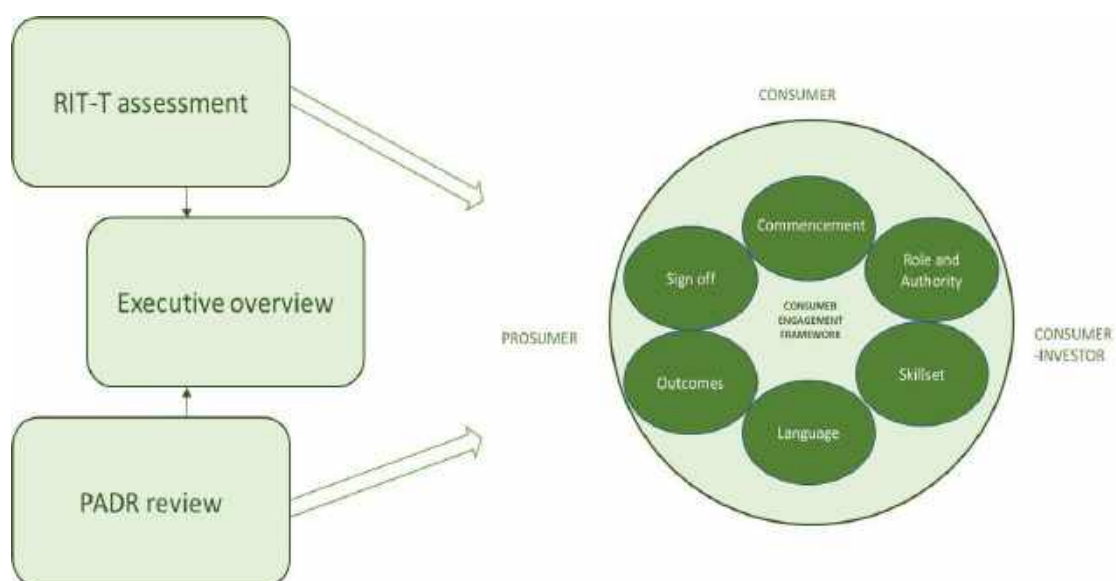 RIT-T assessment
Executive overview
PADR review
CONSUMER
Commencement
Role and
Authority
Sign off
CONSUMER
ENGAGEMENT
FRAMEWORK
PROSUMER
CONSUMER
-INVESTOR
Outcomes
Skillset
Language